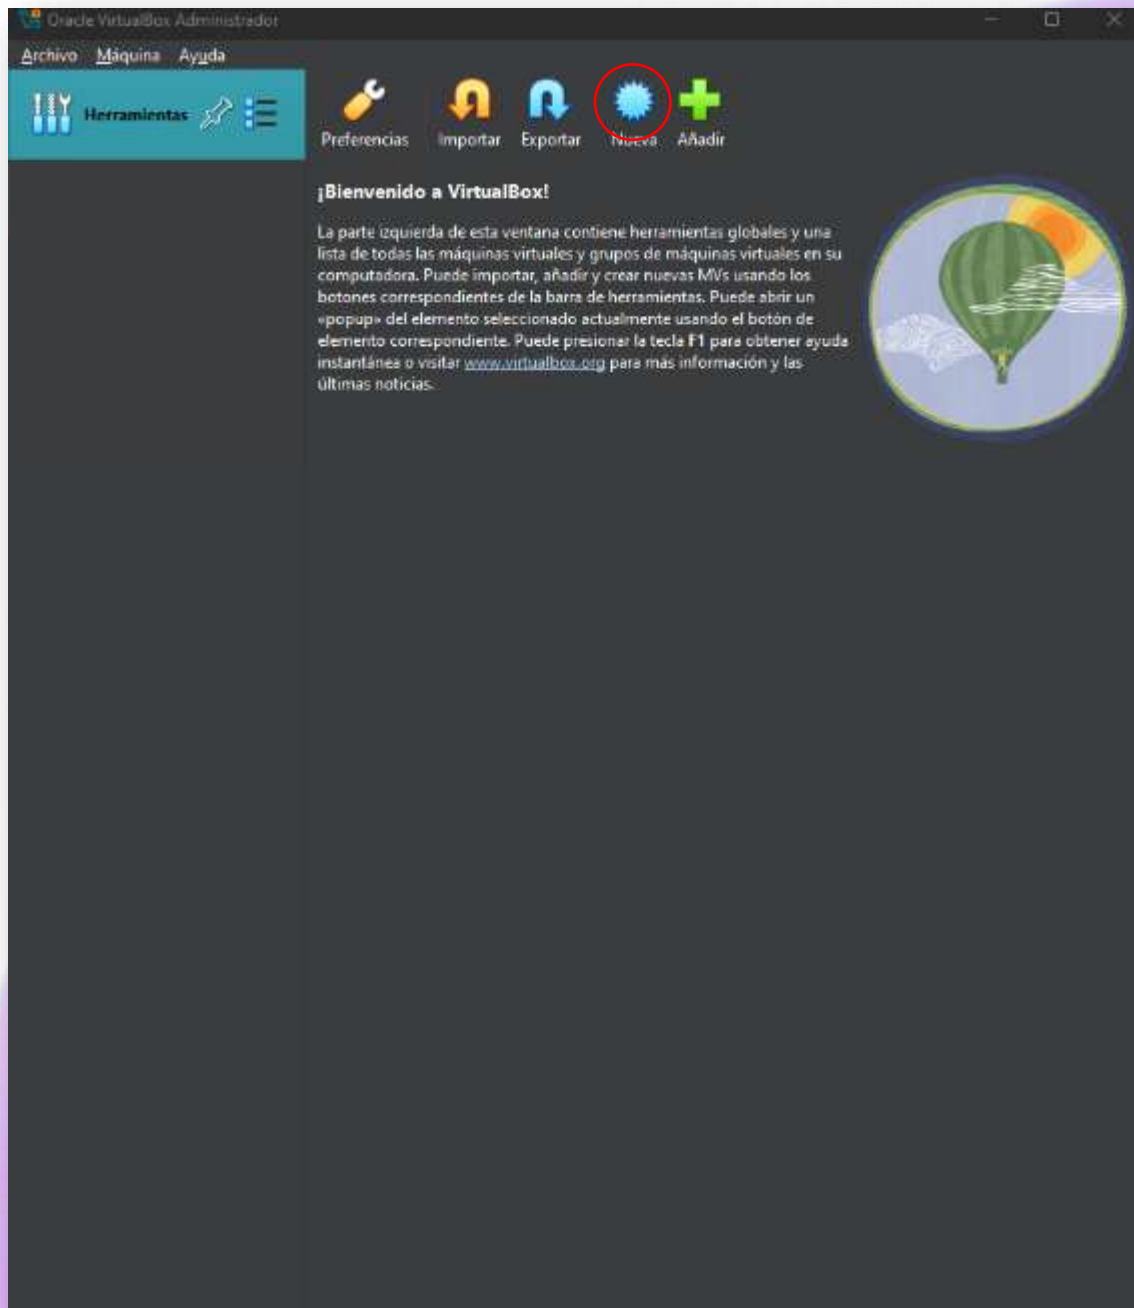 Oracle VirtualBox Administrador
Archivo Máquina Ayuda
Herramientas
Preferencias Importar Exportar Nueva Añadir
¡Bienvenido a VirtualBox!
La parte izquierda de esta ventana contiene herramientas globales y una
lista de todas las máquinas virtuales y grupos de máquinas virtuales en su
computadora. Puede importar, añadir y crear nuevas MVs usando los
botones correspondientes de la barra de herramientas. Puede abrir un
«popup» del elemento seleccionado actualmente usando el botón de
elemento correspondiente. Puede presionar la tecla F1 para obtener ayuda
instantánea o visitar www.virtualbox.org para más información y las
últimas noticias.